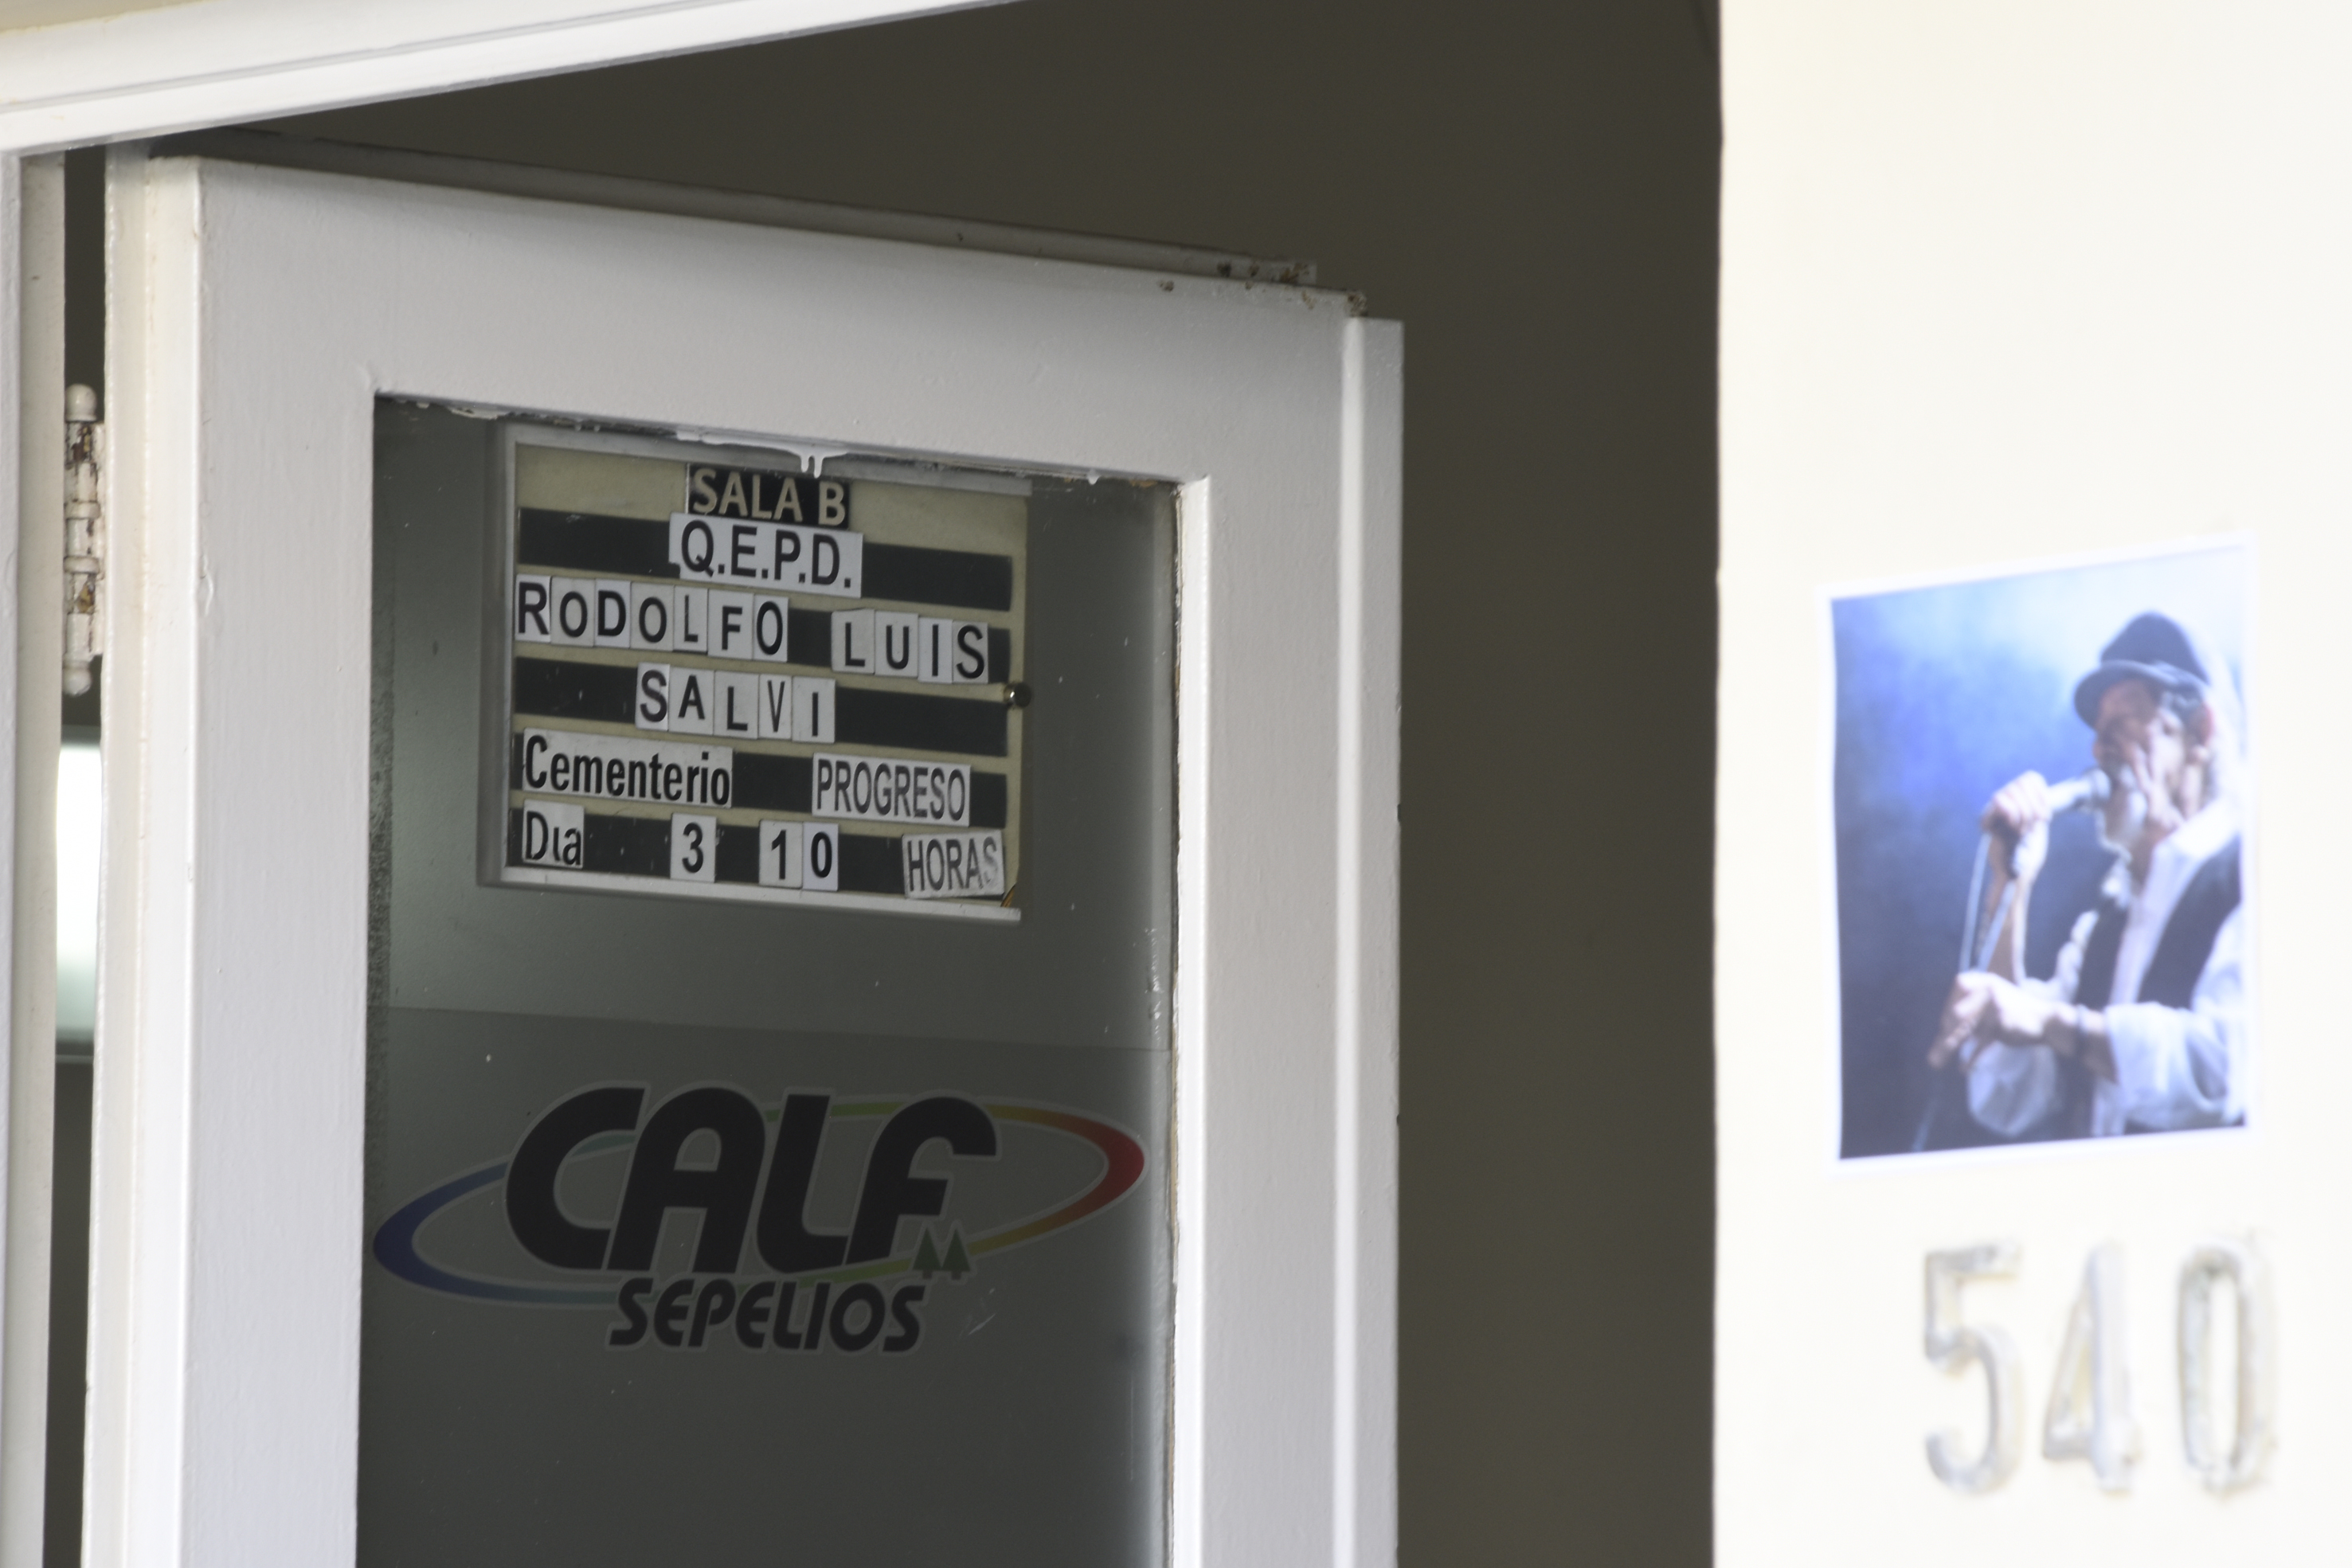 SALA B
Q.E.P.D.
RODOLFO LUIS
SALVI
Cementerio PROGRESO
Dia 3 10 HORAS
CALF
SEPELIOS
540